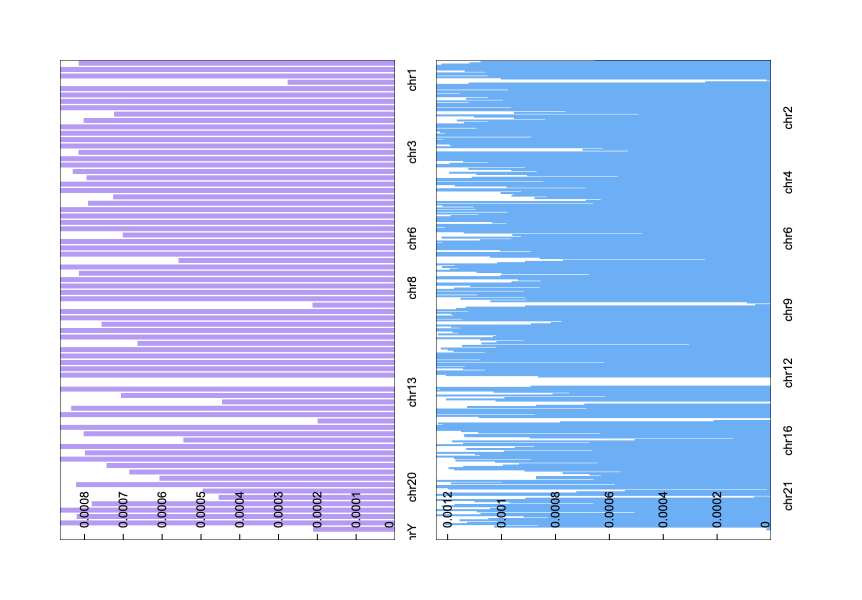 chr1
chr3
chr6
chr8
chr13
chr20
hrY
0.0008
0.0007
0.0006
0.0005
0.0004
0.0003
0.0002
0.0001
0
chr2
chr4
chr6
chr9
chr12
chr16
chr21
0.0012
0.001
0.0008
0.0006
0.0004
0.0002
0